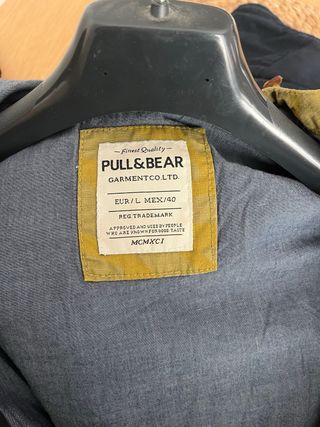 Finest Quality
PULL&BEAR
GARMENT CO.LTD.
EUR/L MEX/40
REG.TRADEMARK
APPROVED AND USED BY PEOPLE
WHO ARE KNOWN FOR GOOD TASTE
MCMXCI